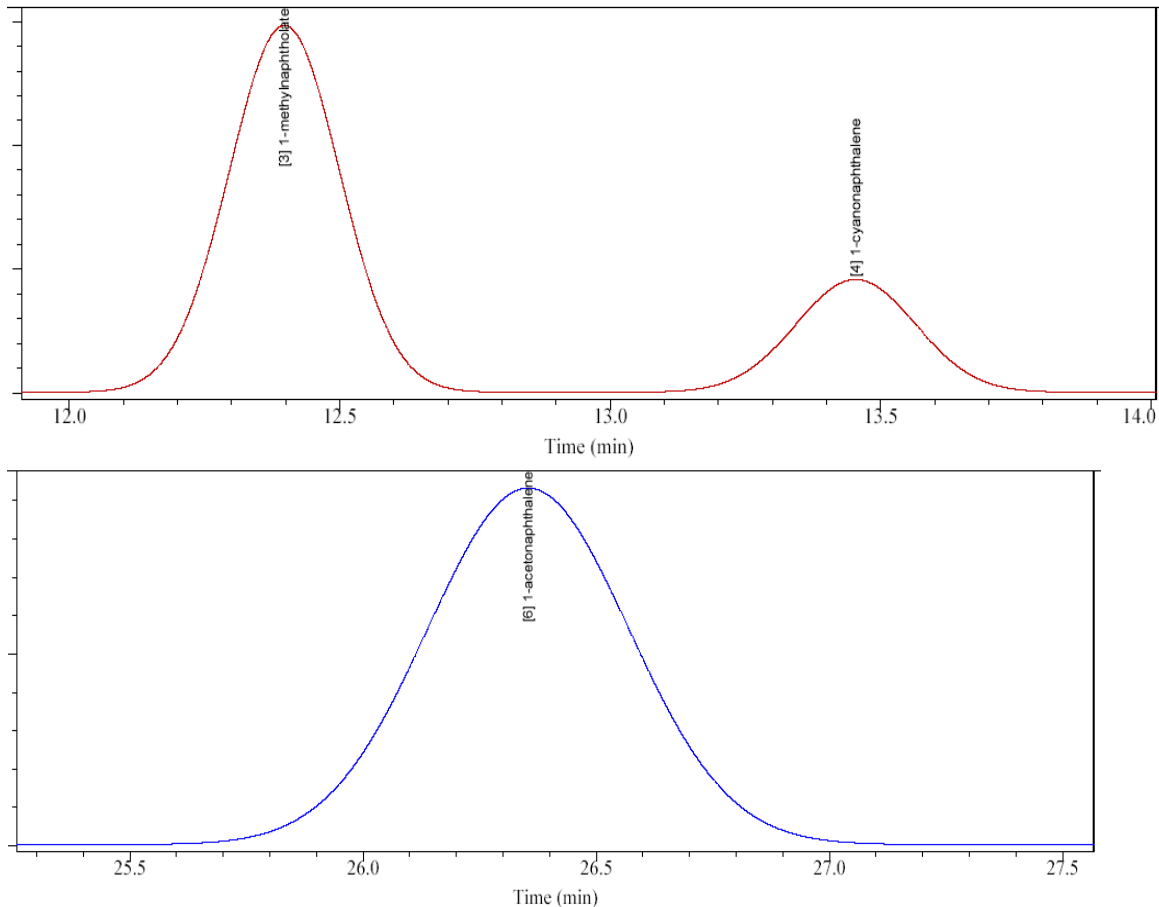 [3] 1-methylnaphtholate
[4] 1-cyanonaphthalene
12.0 12.5 13.0 13.5 14.0
Time (min)
[6] 1-acetonaphthalene
25.5 26.0 26.5 27.0 27.5
Time (min)